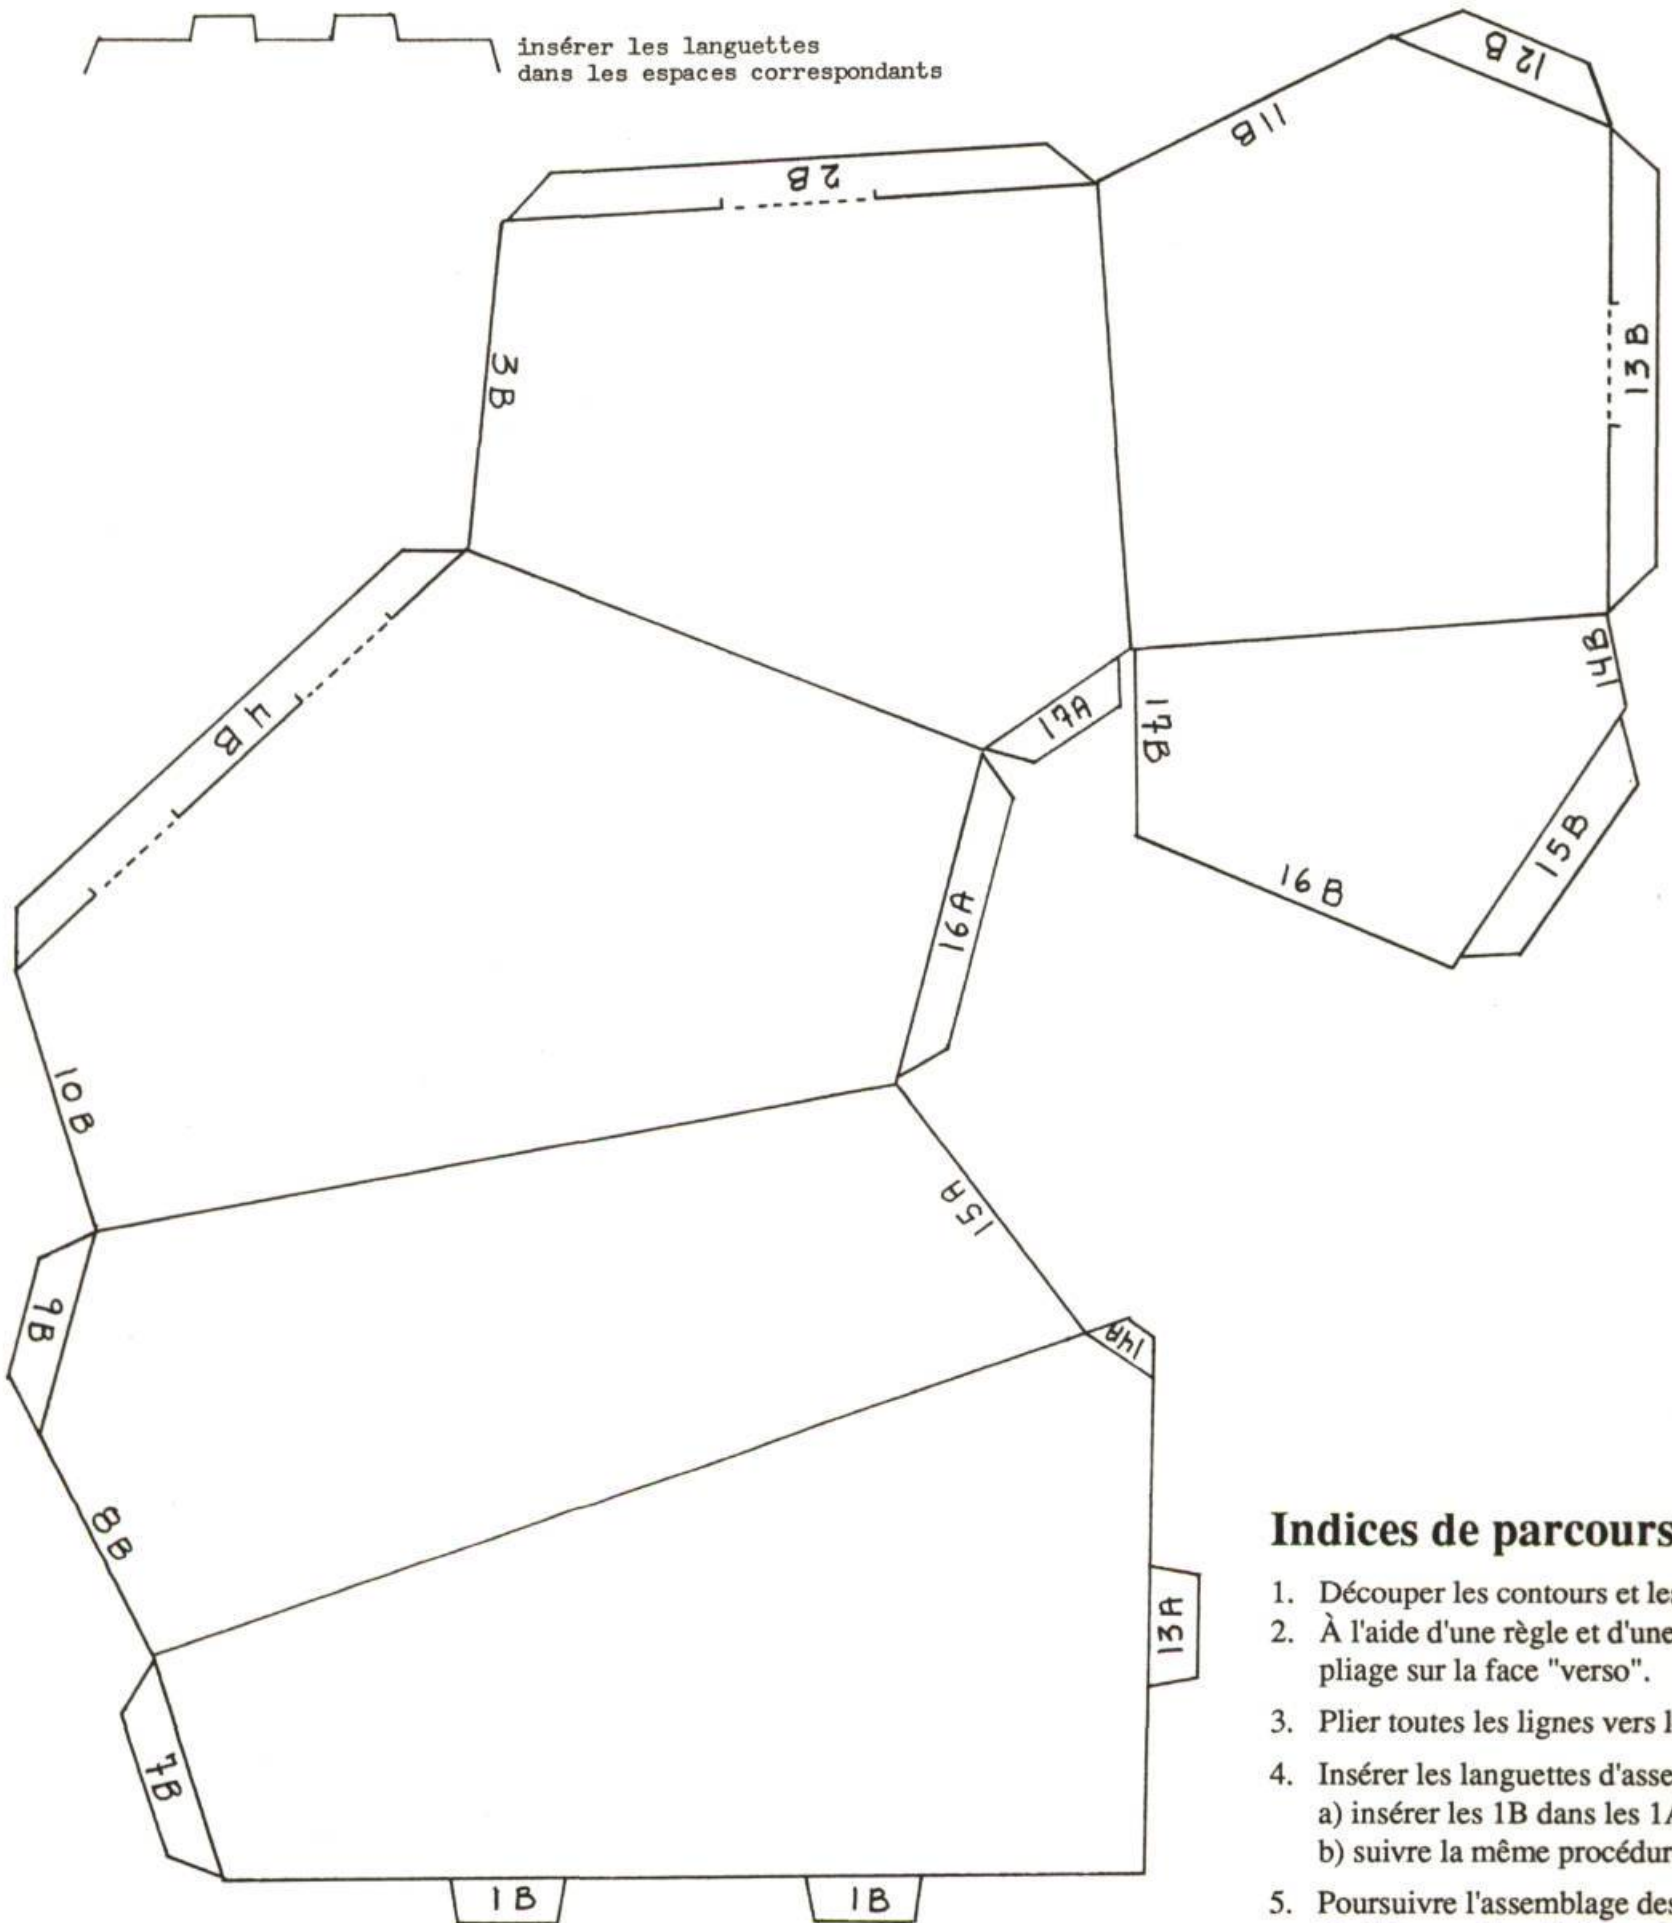 insérer les languettes
dans les espaces correspondants
12B
11B
2B
13B
3B
14B
17A
17B
4B
15B
16B
16A
10B
15A
9B
14A
8B
13A
7B
1B
1B
Indices de parcours
1. Découper les contours et les
2. À l'aide d'une règle et d'une
pliage sur la face "verso".
3. Plier toutes les lignes vers l
4. Insérer les languettes d'asse
a) insérer les 1B dans les 1A
b) suivre la même procédur
5. Poursuivre l'assemblage des